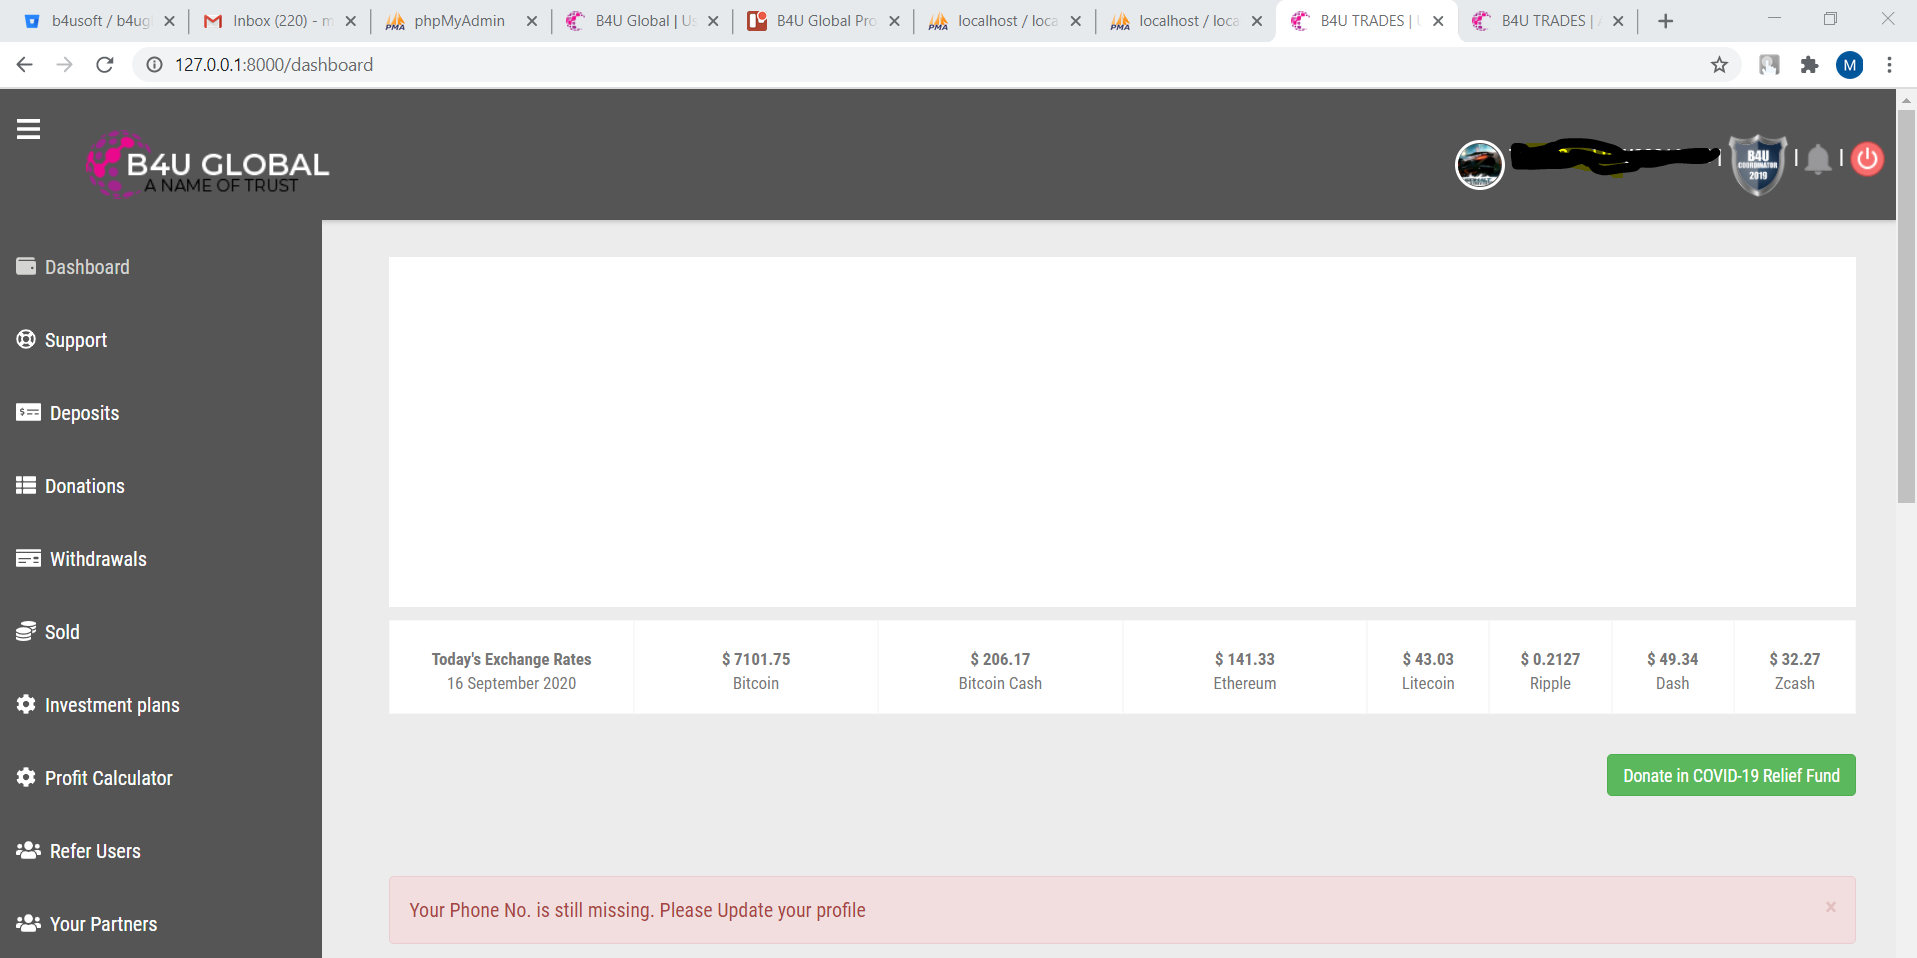 b4usoft / b4ug
Inbox (220) - m
phpMyAdmin
B4U Global | Us
B4U Global Pro
localhost / loca
localhost / loca
B4U TRADES | U
B4U TRADES | A
127.0.0.1:8000/dashboard
M
B4U GLOBAL
A NAME OF TRUST
B4U
COORDINATOR
2019
Dashboard
Support
Deposits
Donations
Withdrawals
Sold
Investment plans
Profit Calculator
Refer Users
Your Partners
Today's Exchange Rates
16 September 2020
$ 7101.75
Bitcoin
$ 206.17
Bitcoin Cash
$ 141.33
Ethereum
$ 43.03
Litecoin
$ 0.2127
Ripple
$ 49.34
Dash
$ 32.27
Zcash
Donate in COVID-19 Relief Fund
Your Phone No. is still missing. Please Update your profile
×